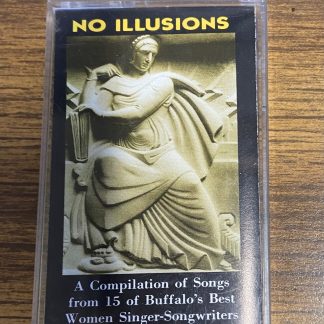 NO ILLUSIONS
A Compilation of Songs
from 15 of Buffalo's Best
Women Singer-Songwriters